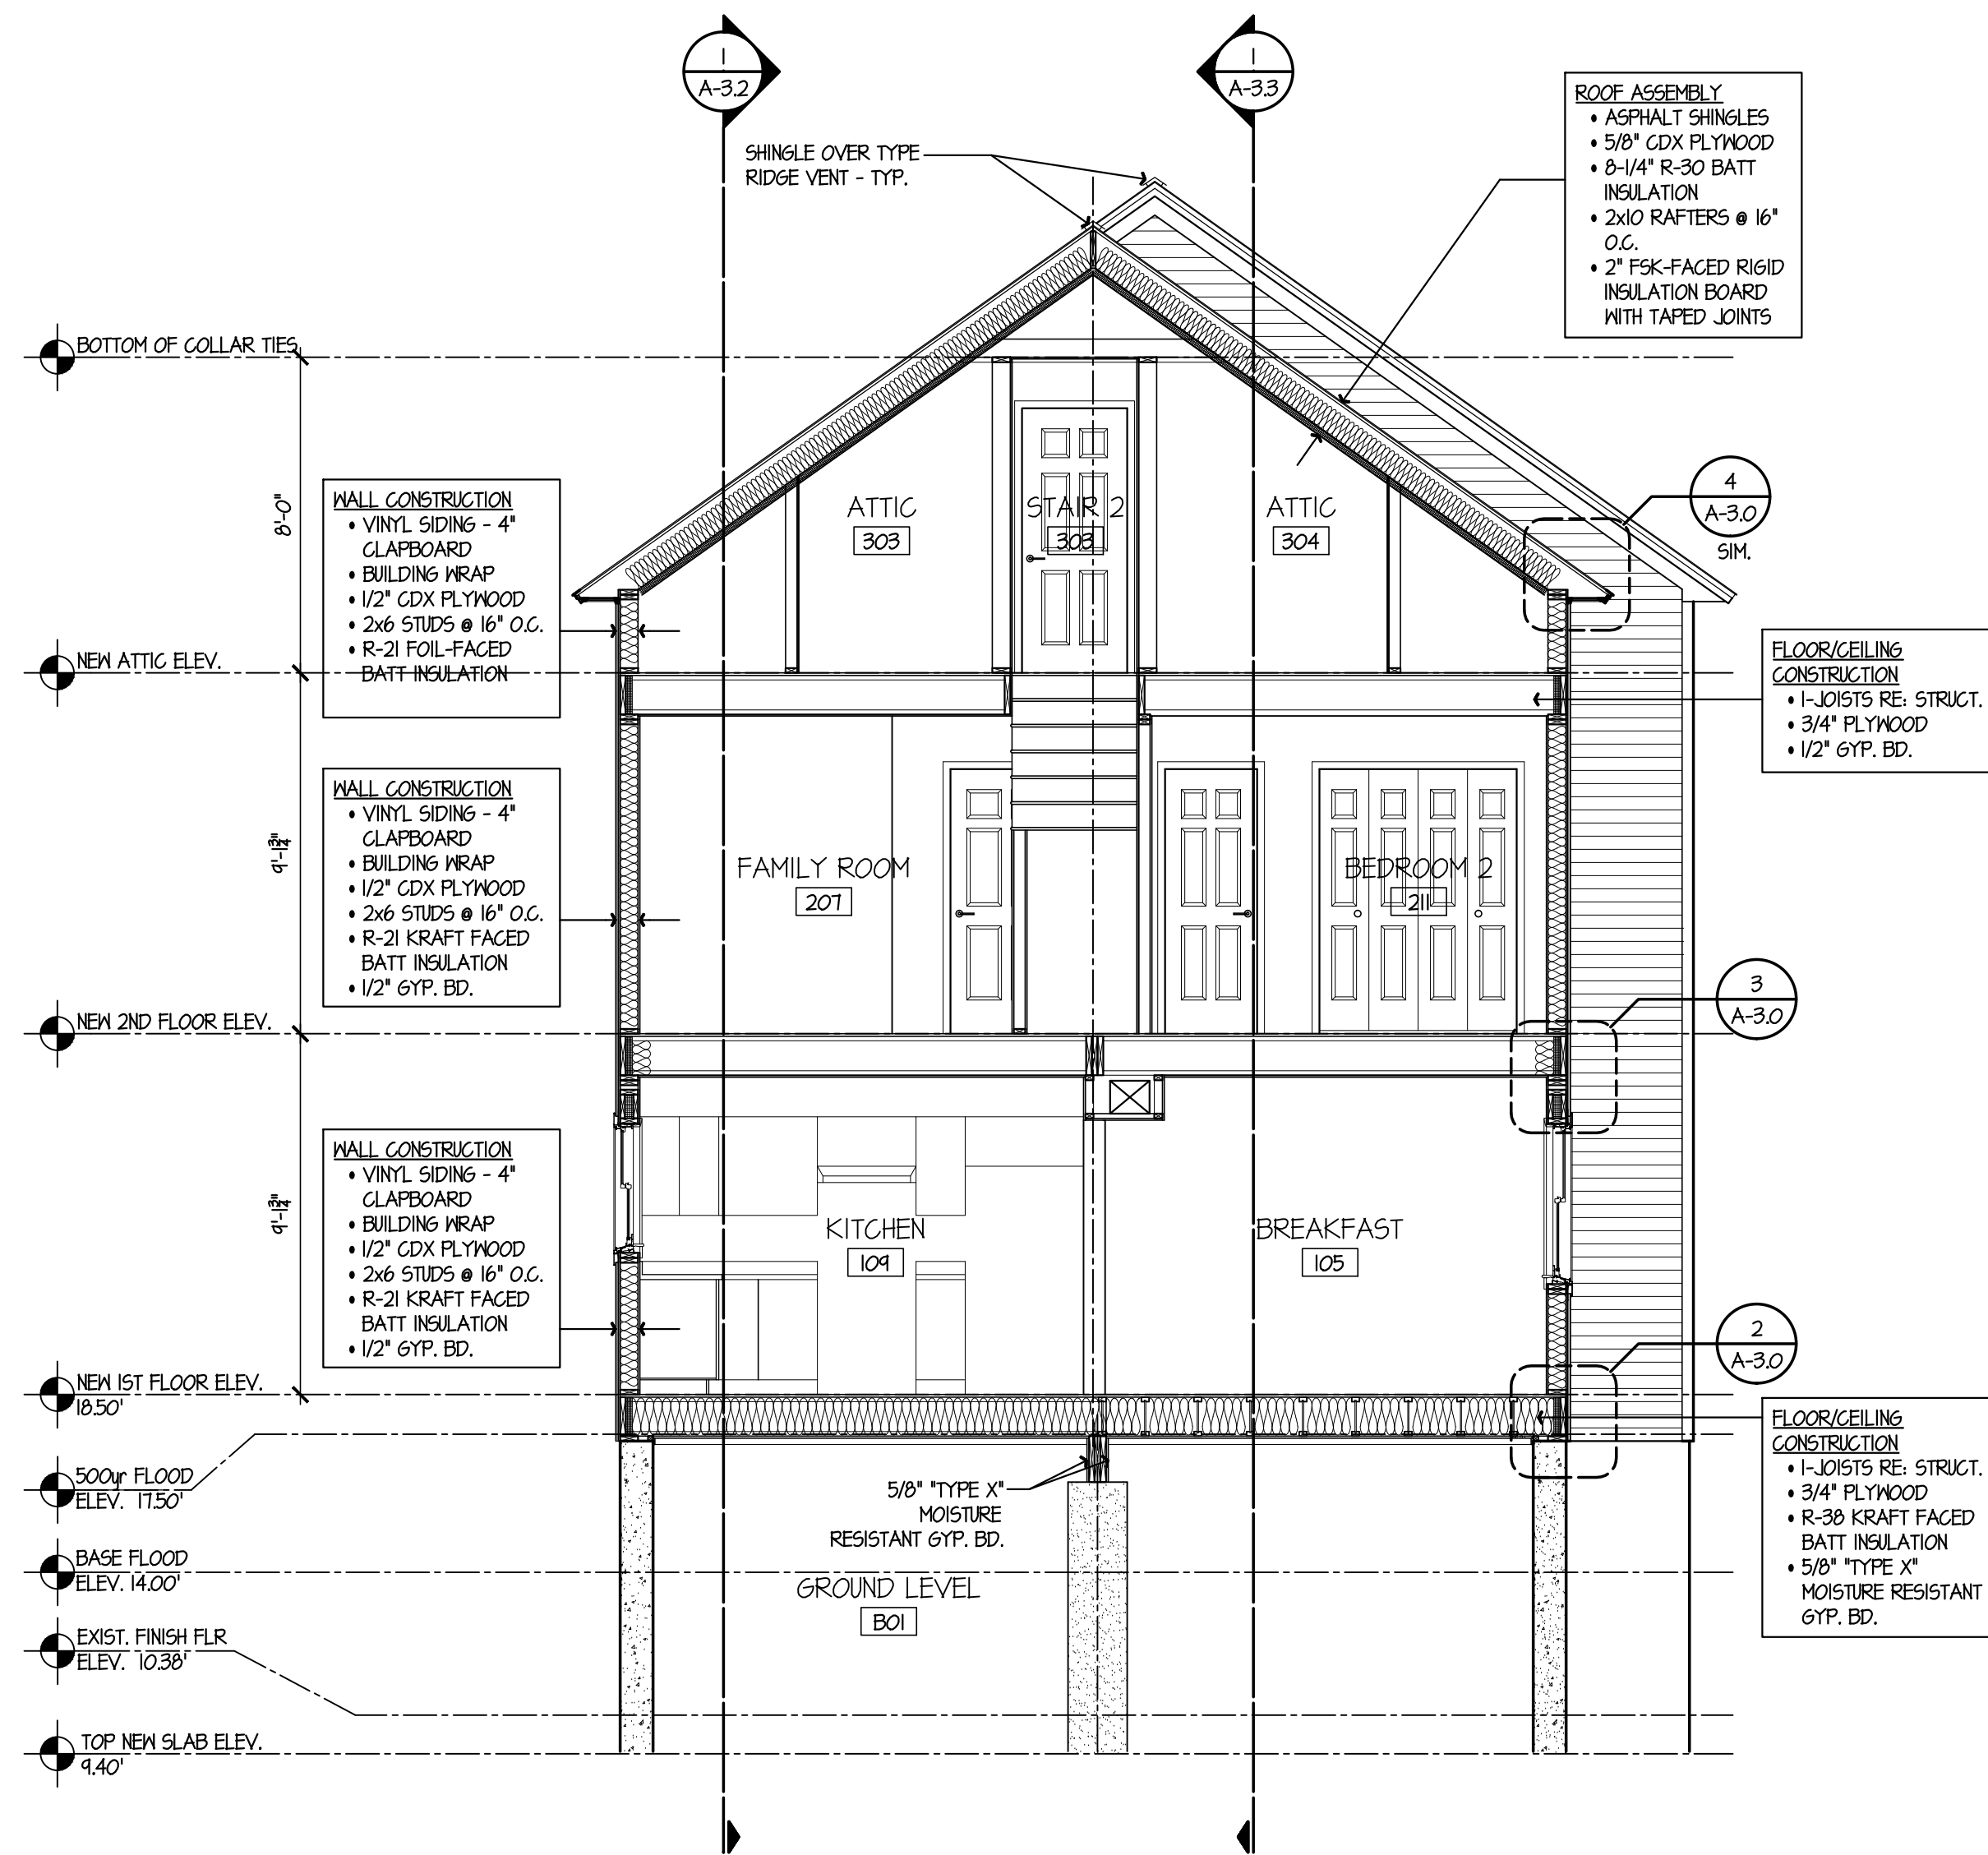 A-3.2
A-3.3
SHINGLE OVER TYPE
RIDGE VENT - TYP.
ROOF ASSEMBLY
• ASPHALT SHINGLES
• 5/8" CDX PLYWOOD
• 8-1/4" R-30 BATT
INSULATION
• 2x10 RAFTERS @ 16"
O.C.
• 2" FSK-FACED RIGID
INSULATION BOARD
WITH TAPED JOINTS
BOTTOM OF COLLAR TIES
8'-0"
WALL CONSTRUCTION
• VINYL SIDING - 4"
CLAPBOARD
• BUILDING WRAP
• 1/2" CDX PLYWOOD
• 2x6 STUDS @ 16" O.C.
• R-21 FOIL-FACED
BATT INSULATION
ATTIC
303
STAIR 2
303
ATTIC
304
4
A-3.0
SIM.
NEW ATTIC ELEV.
FLOOR/CEILING
CONSTRUCTION
• I-JOISTS RE: STRUCT.
• 3/4" PLYWOOD
• 1/2" GYP. BD.
9'-1 3/4"
WALL CONSTRUCTION
• VINYL SIDING - 4"
CLAPBOARD
• BUILDING WRAP
• 1/2" CDX PLYWOOD
• 2x6 STUDS @ 16" O.C.
• R-21 KRAFT FACED
BATT INSULATION
• 1/2" GYP. BD.
FAMILY ROOM
207
BEDROOM 2
211
3
A-3.0
NEW 2ND FLOOR ELEV.
9'-1 3/4"
WALL CONSTRUCTION
• VINYL SIDING - 4"
CLAPBOARD
• BUILDING WRAP
• 1/2" CDX PLYWOOD
• 2x6 STUDS @ 16" O.C.
• R-21 KRAFT FACED
BATT INSULATION
• 1/2" GYP. BD.
KITCHEN
109
BREAKFAST
105
2
A-3.0
NEW 1ST FLOOR ELEV.
18.50'
FLOOR/CEILING
CONSTRUCTION
• I-JOISTS RE: STRUCT.
• 3/4" PLYWOOD
• R-38 KRAFT FACED
BATT INSULATION
• 5/8" "TYPE X"
MOISTURE RESISTANT
GYP. BD.
500yr FLOOD
ELEV. 17.50'
5/8" "TYPE X"
MOISTURE
RESISTANT GYP. BD.
BASE FLOOD
ELEV. 14.00'
GROUND LEVEL
B01
EXIST. FINISH FLR
ELEV. 10.38'
TOP NEW SLAB ELEV.
9.40'